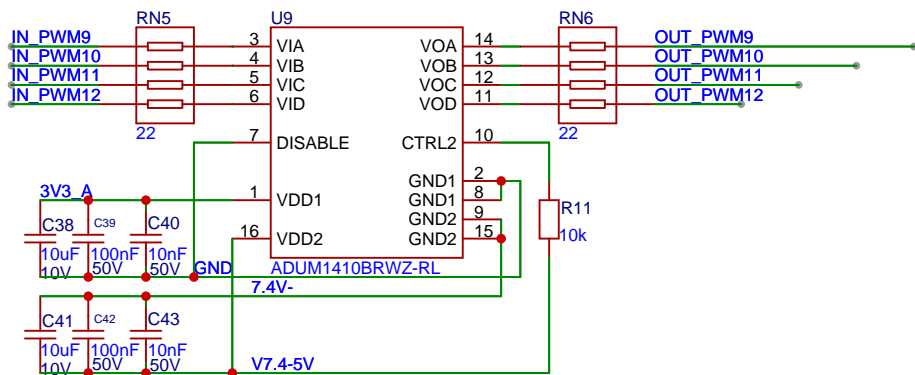 RN5
U9
RN6
IN_PWM9
3
VIA
VOA
14
OUT_PWM9
IN_PWM10
4
VIB
VOB
13
OUT_PWM10
IN_PWM11
5
VIC
VOC
12
OUT_PWM11
IN_PWM12
6
VID
VOD
11
OUT_PWM12
22
7
DISABLE
CTRL2
10
22
GND1
2
3V3_A
1
VDD1
GND1
8
R11
C38
C39
C40
GND2
9
10k
16
VDD2
GND2
15
10uF
100nF
10nF
10V
50V
50V
GND
ADUM1410BRWZ-RL
7.4V-
C41
C42
C43
10uF
100nF
10nF
10V
50V
50V
V7.4-5V